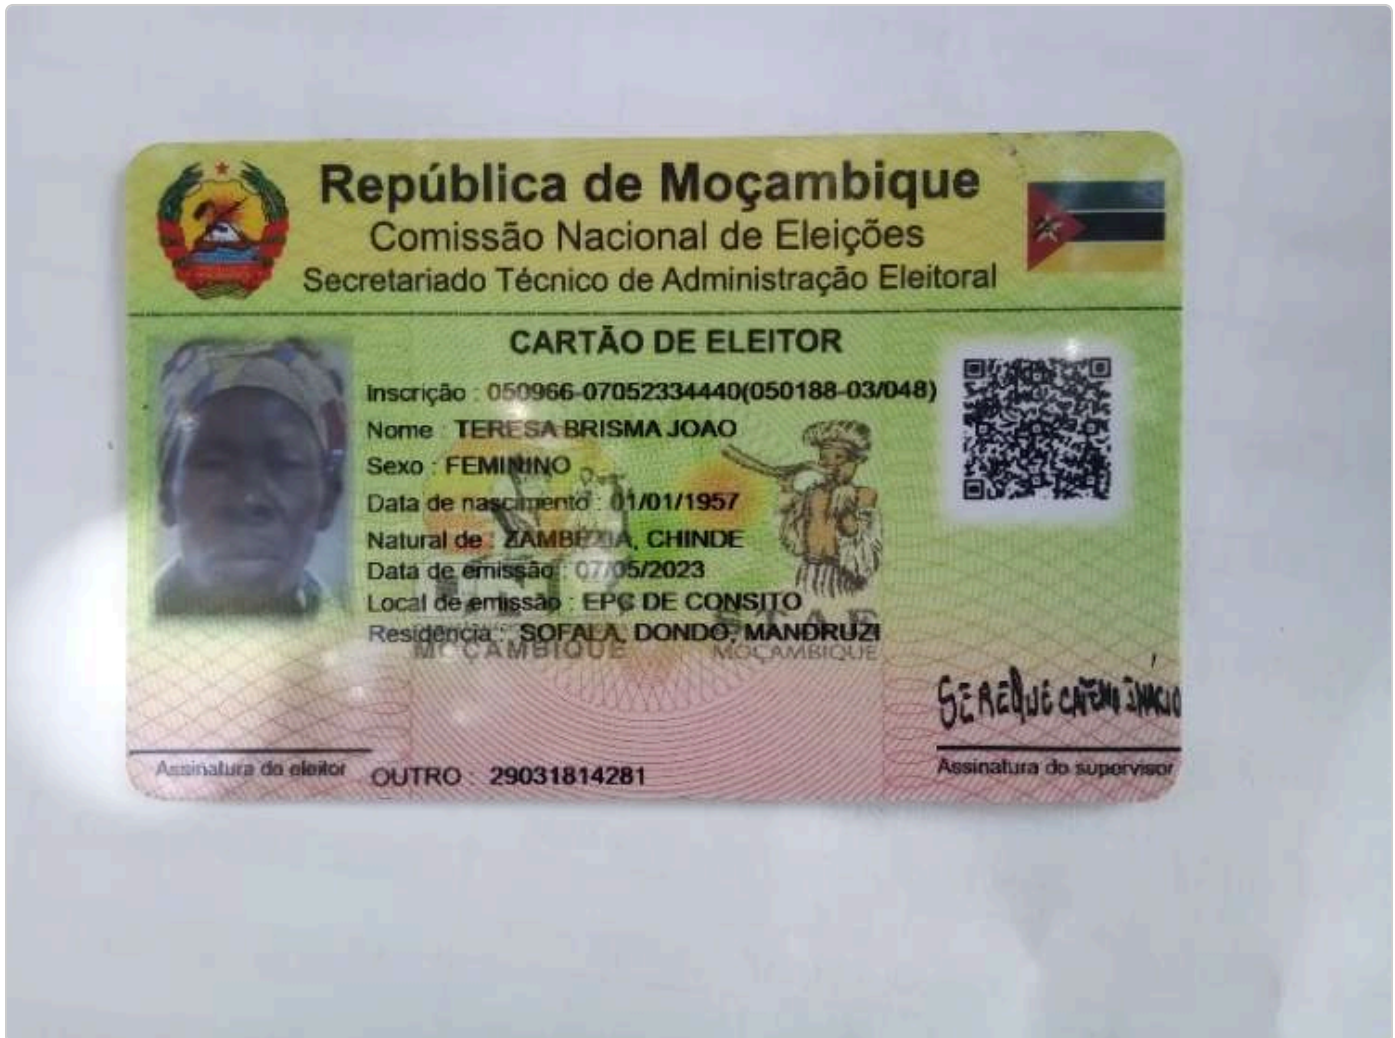 República de Moçambique
Comissão Nacional de Eleições
Secretariado Técnico de Administração Eleitoral
CARTÃO DE ELEITOR
Inscrição : 050966-07052334440(050188-03/048)
Nome : TERESA BRISMA JOAO
Sexo : FEMININO
Data de nascimento : 01/01/1957
Natural de : ZAMBEZIA, CHINDE
Data de emissão : 07/05/2023
Local de emissão : EPC DE CONSITO
Residência : SOFALA, DONDO, MANDRUZI
STAE
MOÇAMBIQUE
MOÇAMBIQUE
SEREQUE
Assinatura do eleitor
OUTRO : 29031814281
Assinatura do supervisor